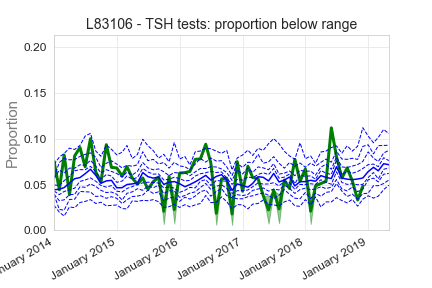 L83106 - TSH tests: proportion below range
Proportion
0.20
0.15
0.10
0.05
0.00
nuary 2014
January 2015
January 2016
January 2017
January 2018
January 2019